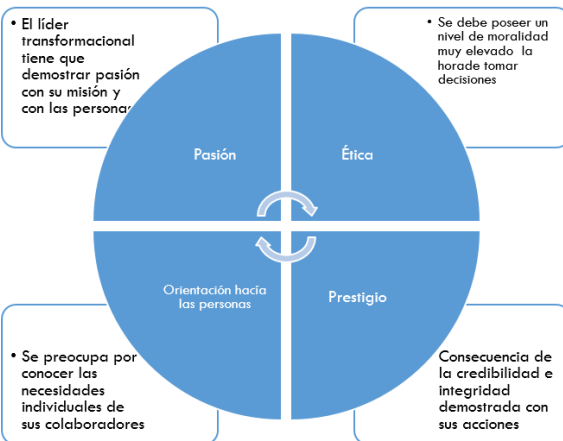 • El líder
transformacional
tiene que
demostrar pasión
con su misión y
con las personas
• Se debe poseer un
nivel de moralidad
muy elevado la
horade tomar
decisiones
Pasión
Ética
Orientación hacía
las personas
Prestigio
• Se preocupa por
conocer las
necesidades
individuales de
sus colaboradores
Consecuencia de
la credibilidad e
integridad
demostrada con
sus acciones